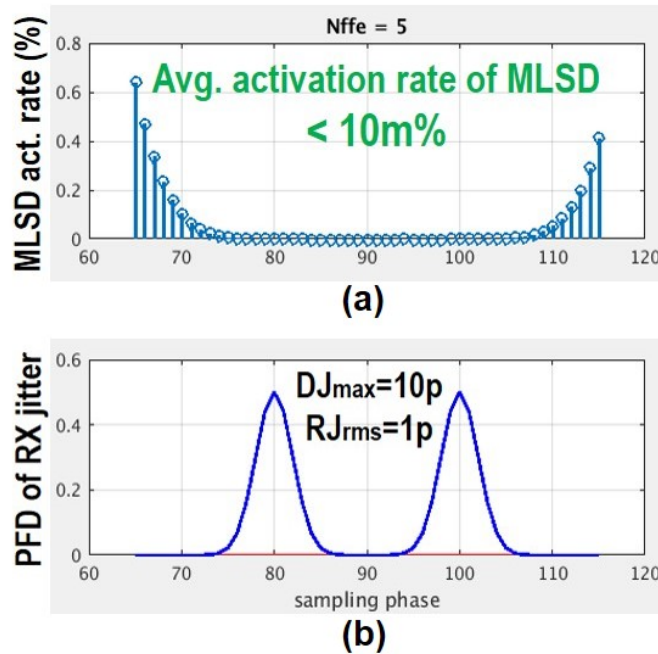 Nffe = 5
MLSD act. rate (%)
0.8
0.6
0.4
0.2
0
Avg. activation rate of MLSD
< 10m%
60 70 80 90 100 110 120
(a)
PFD of RX jitter
0.6
0.4
0.2
0
DJmax=10p
RJrms=1p
60 70 80 90 100 110 120
sampling phase
(b)